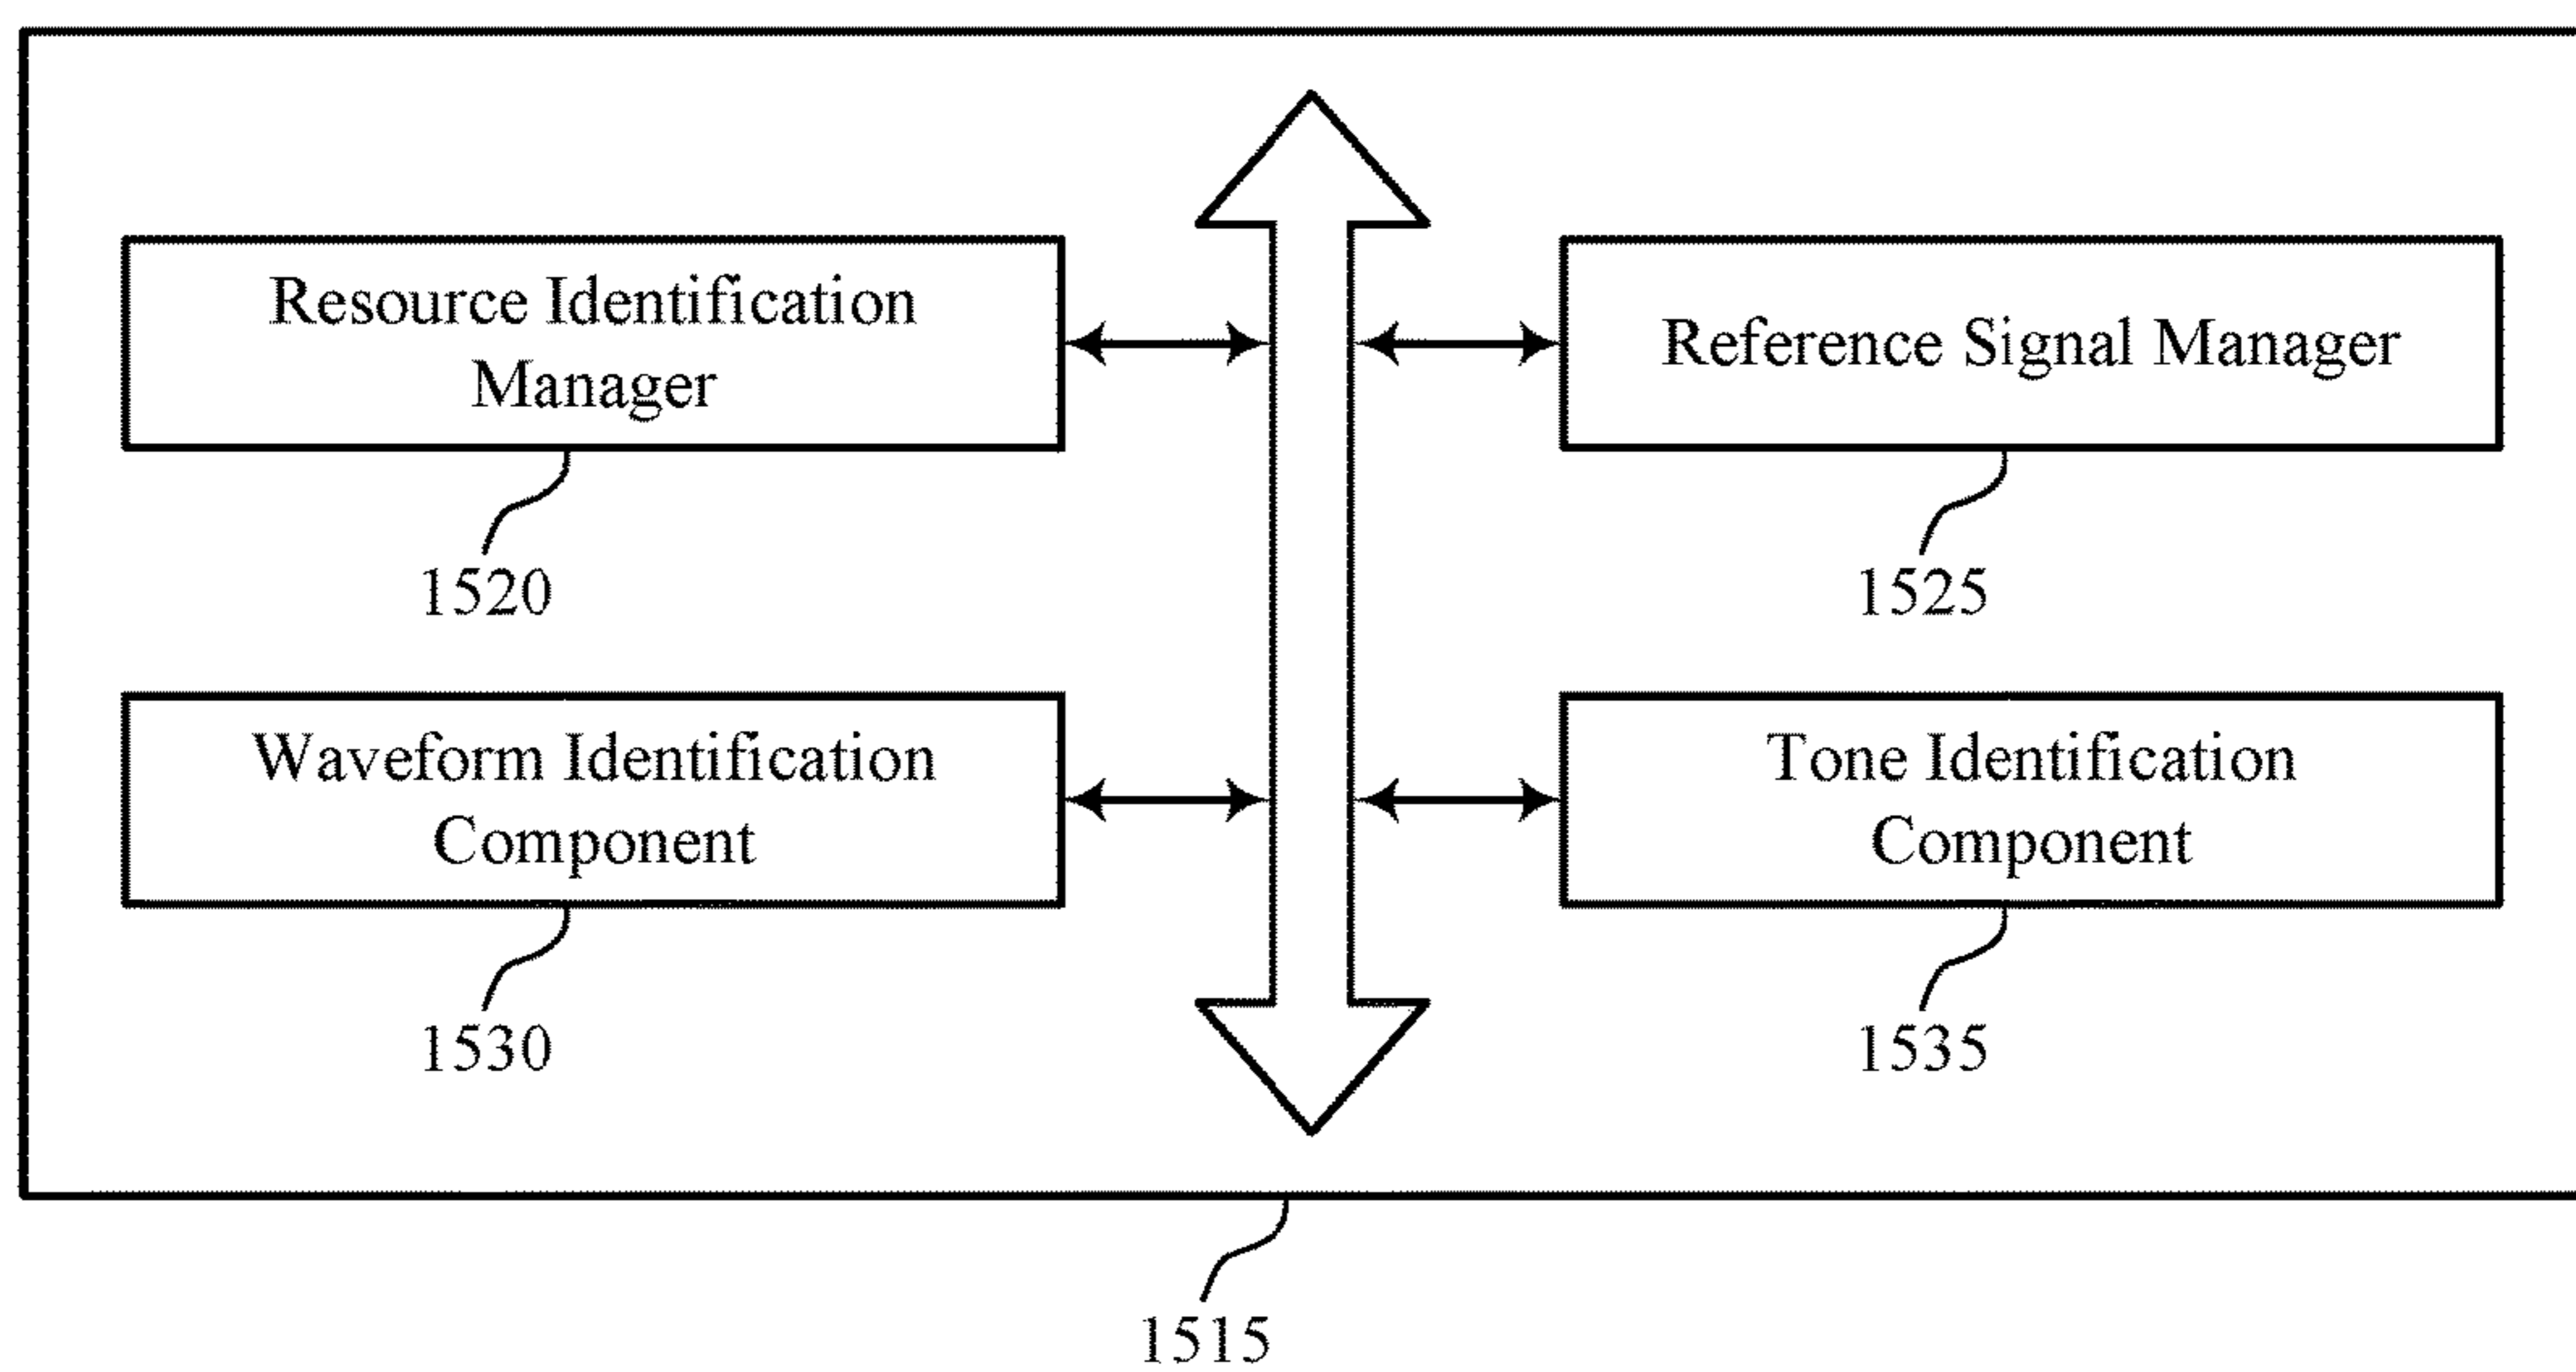 Resource Identification
Manager
1520
Reference Signal Manager
1525
Waveform Identification
Component
1530
Tone Identification
Component
1535
1515